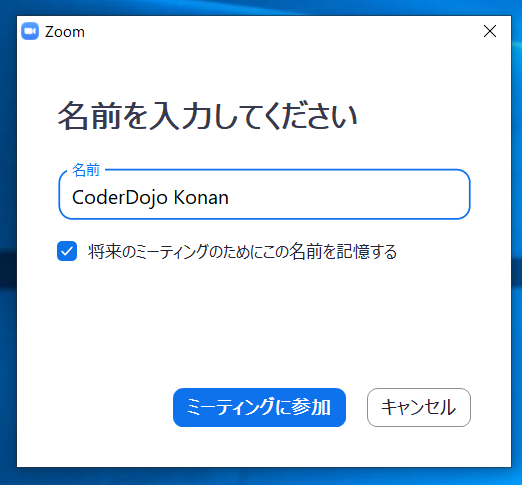 Zoom
名前を入力してください
名前
CoderDojo Konan
将来のミーティングのためにこの名前を記憶する
ミーティングに参加
キャンセル